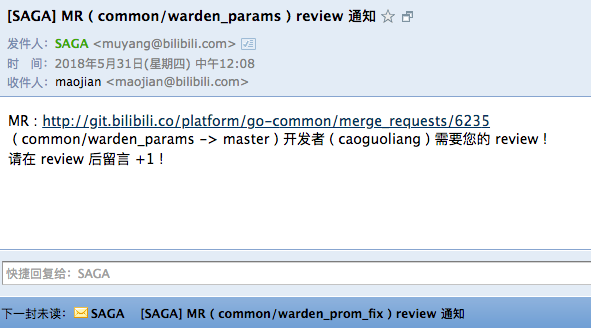 [SAGA] MR ( common/warden_params ) review 通知
发件人： SAGA <muyang@bilibili.com>
时 间： 2018年5月31日(星期四) 中午12:08
收件人： maojian <maojian@bilibili.com>
MR : http://git.bilibili.co/platform/go-common/merge_requests/6235
( common/warden_params -> master ) 开发者 ( caoguoliang ) 需要您的 review !
请在 review 后留言 +1 !
快捷回复给：SAGA
下一封未读： SAGA [SAGA] MR ( common/warden_prom_fix ) review 通知